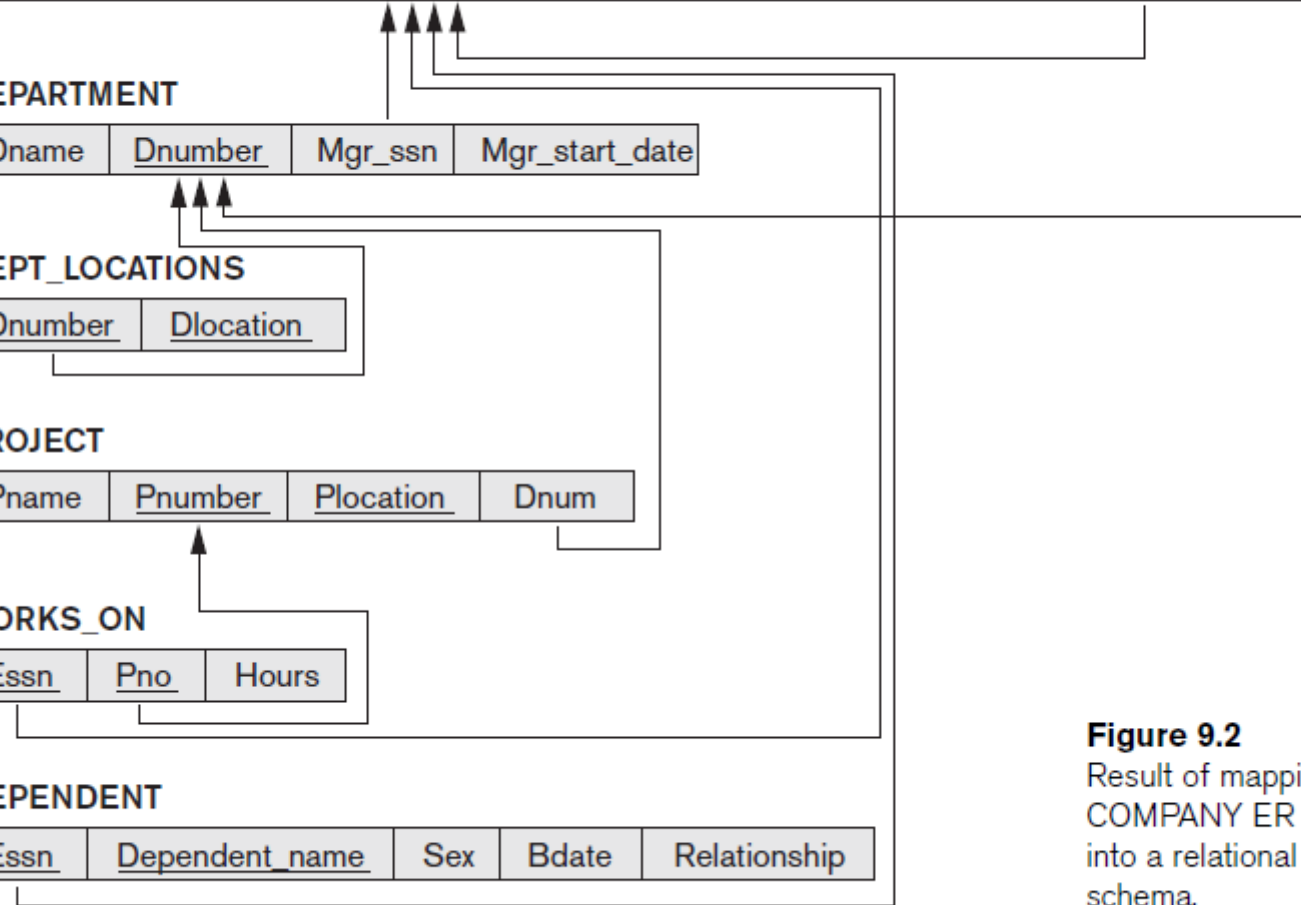 EPARTMENT
Dname Dnumber Mgr_ssn Mgr_start_date
EPT_LOCATIONS
Dnumber Dlocation
ROJECT
Pname Pnumber Plocation Dnum
ORKS_ON
Essn Pno Hours
EPENDENT
Essn Dependent_name Sex Bdate Relationship
Figure 9.2
Result of mappi
COMPANY ER
into a relational
schema.